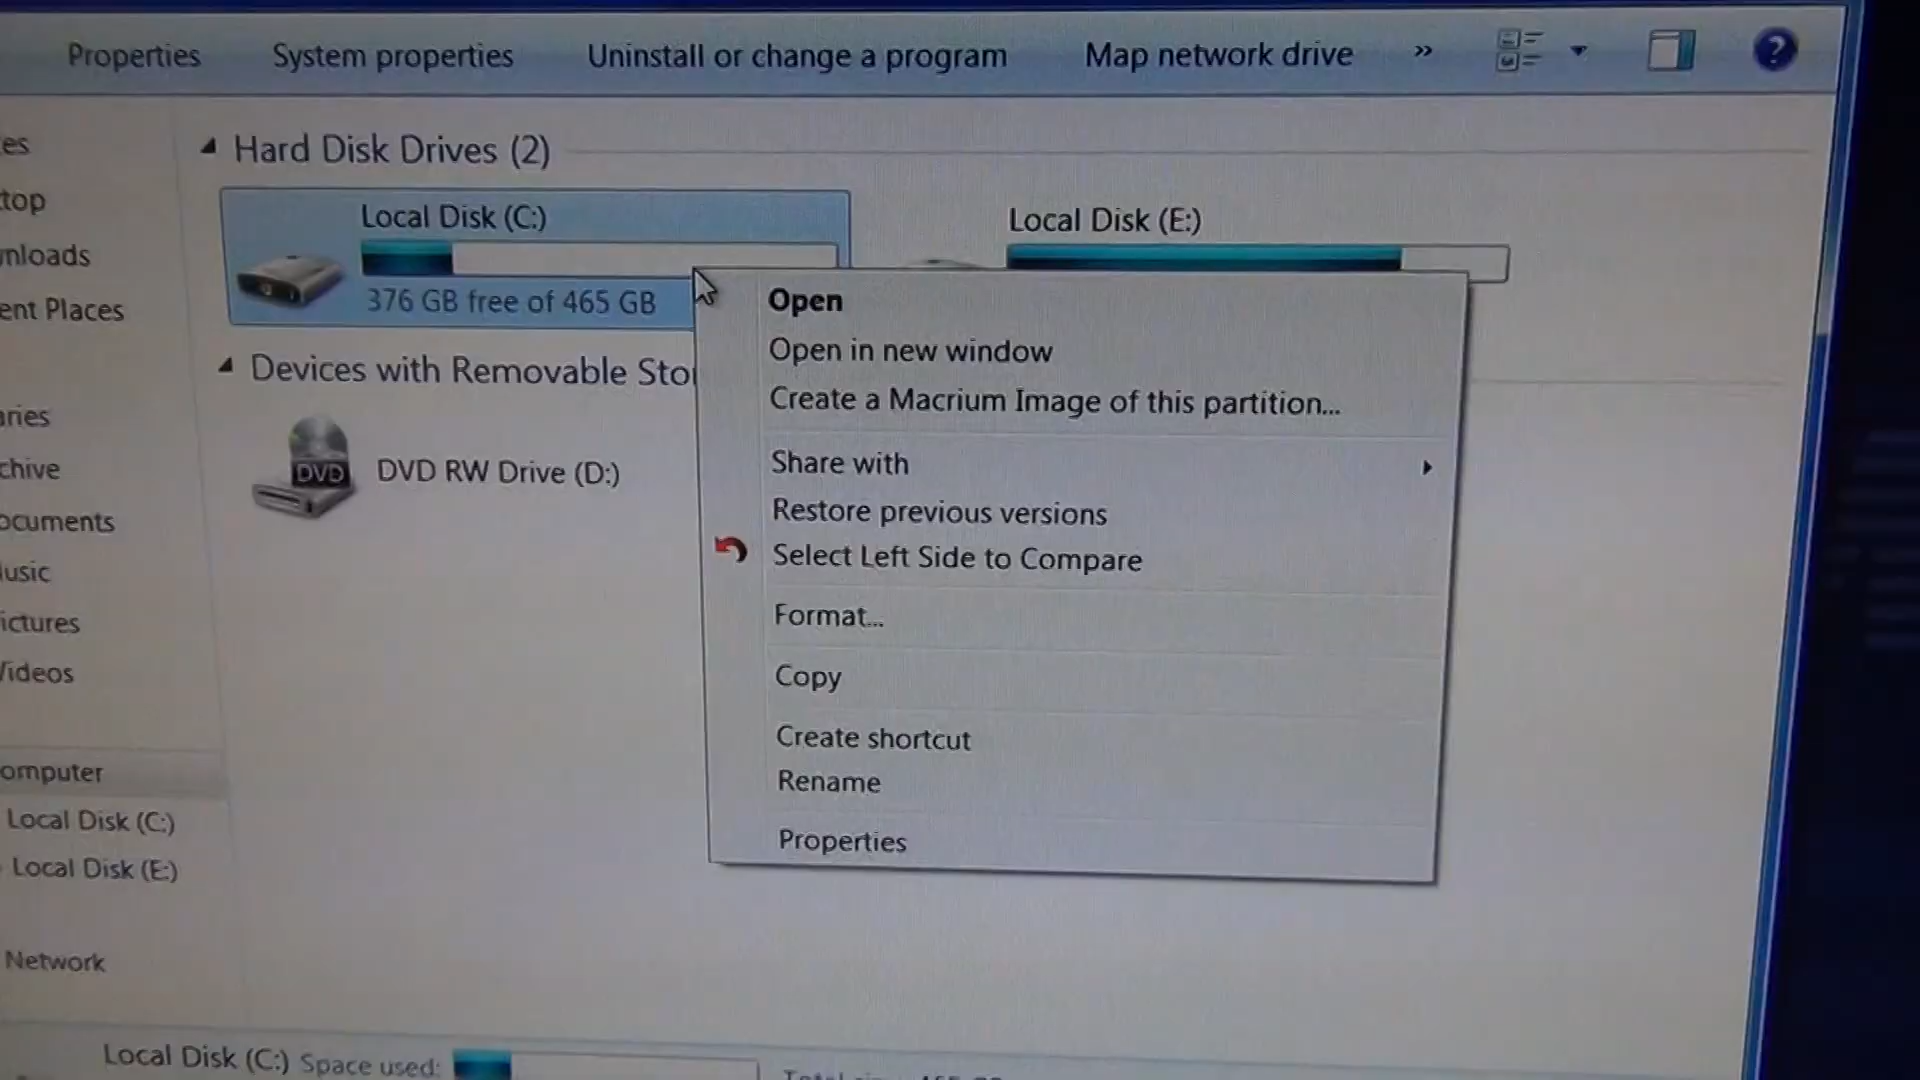 Properties System properties Uninstall or change a program Map network drive »
es
Hard Disk Drives (2)
top
Local Disk (C:)
Local Disk (E:)
nloads
376 GB free of 465 GB
ent Places
Devices with Removable Sto
DVD
DVD RW Drive (D:)
Open
Open in new window
Create a Macrium Image of this partition...
Share with
Restore previous versions
Select Left Side to Compare
Format...
Copy
Create shortcut
Rename
Properties
aries
chive
ocuments
usic
ictures
Videos
omputer
Local Disk (C:)
Local Disk (E:)
Network
Local Disk (C:) Space used: